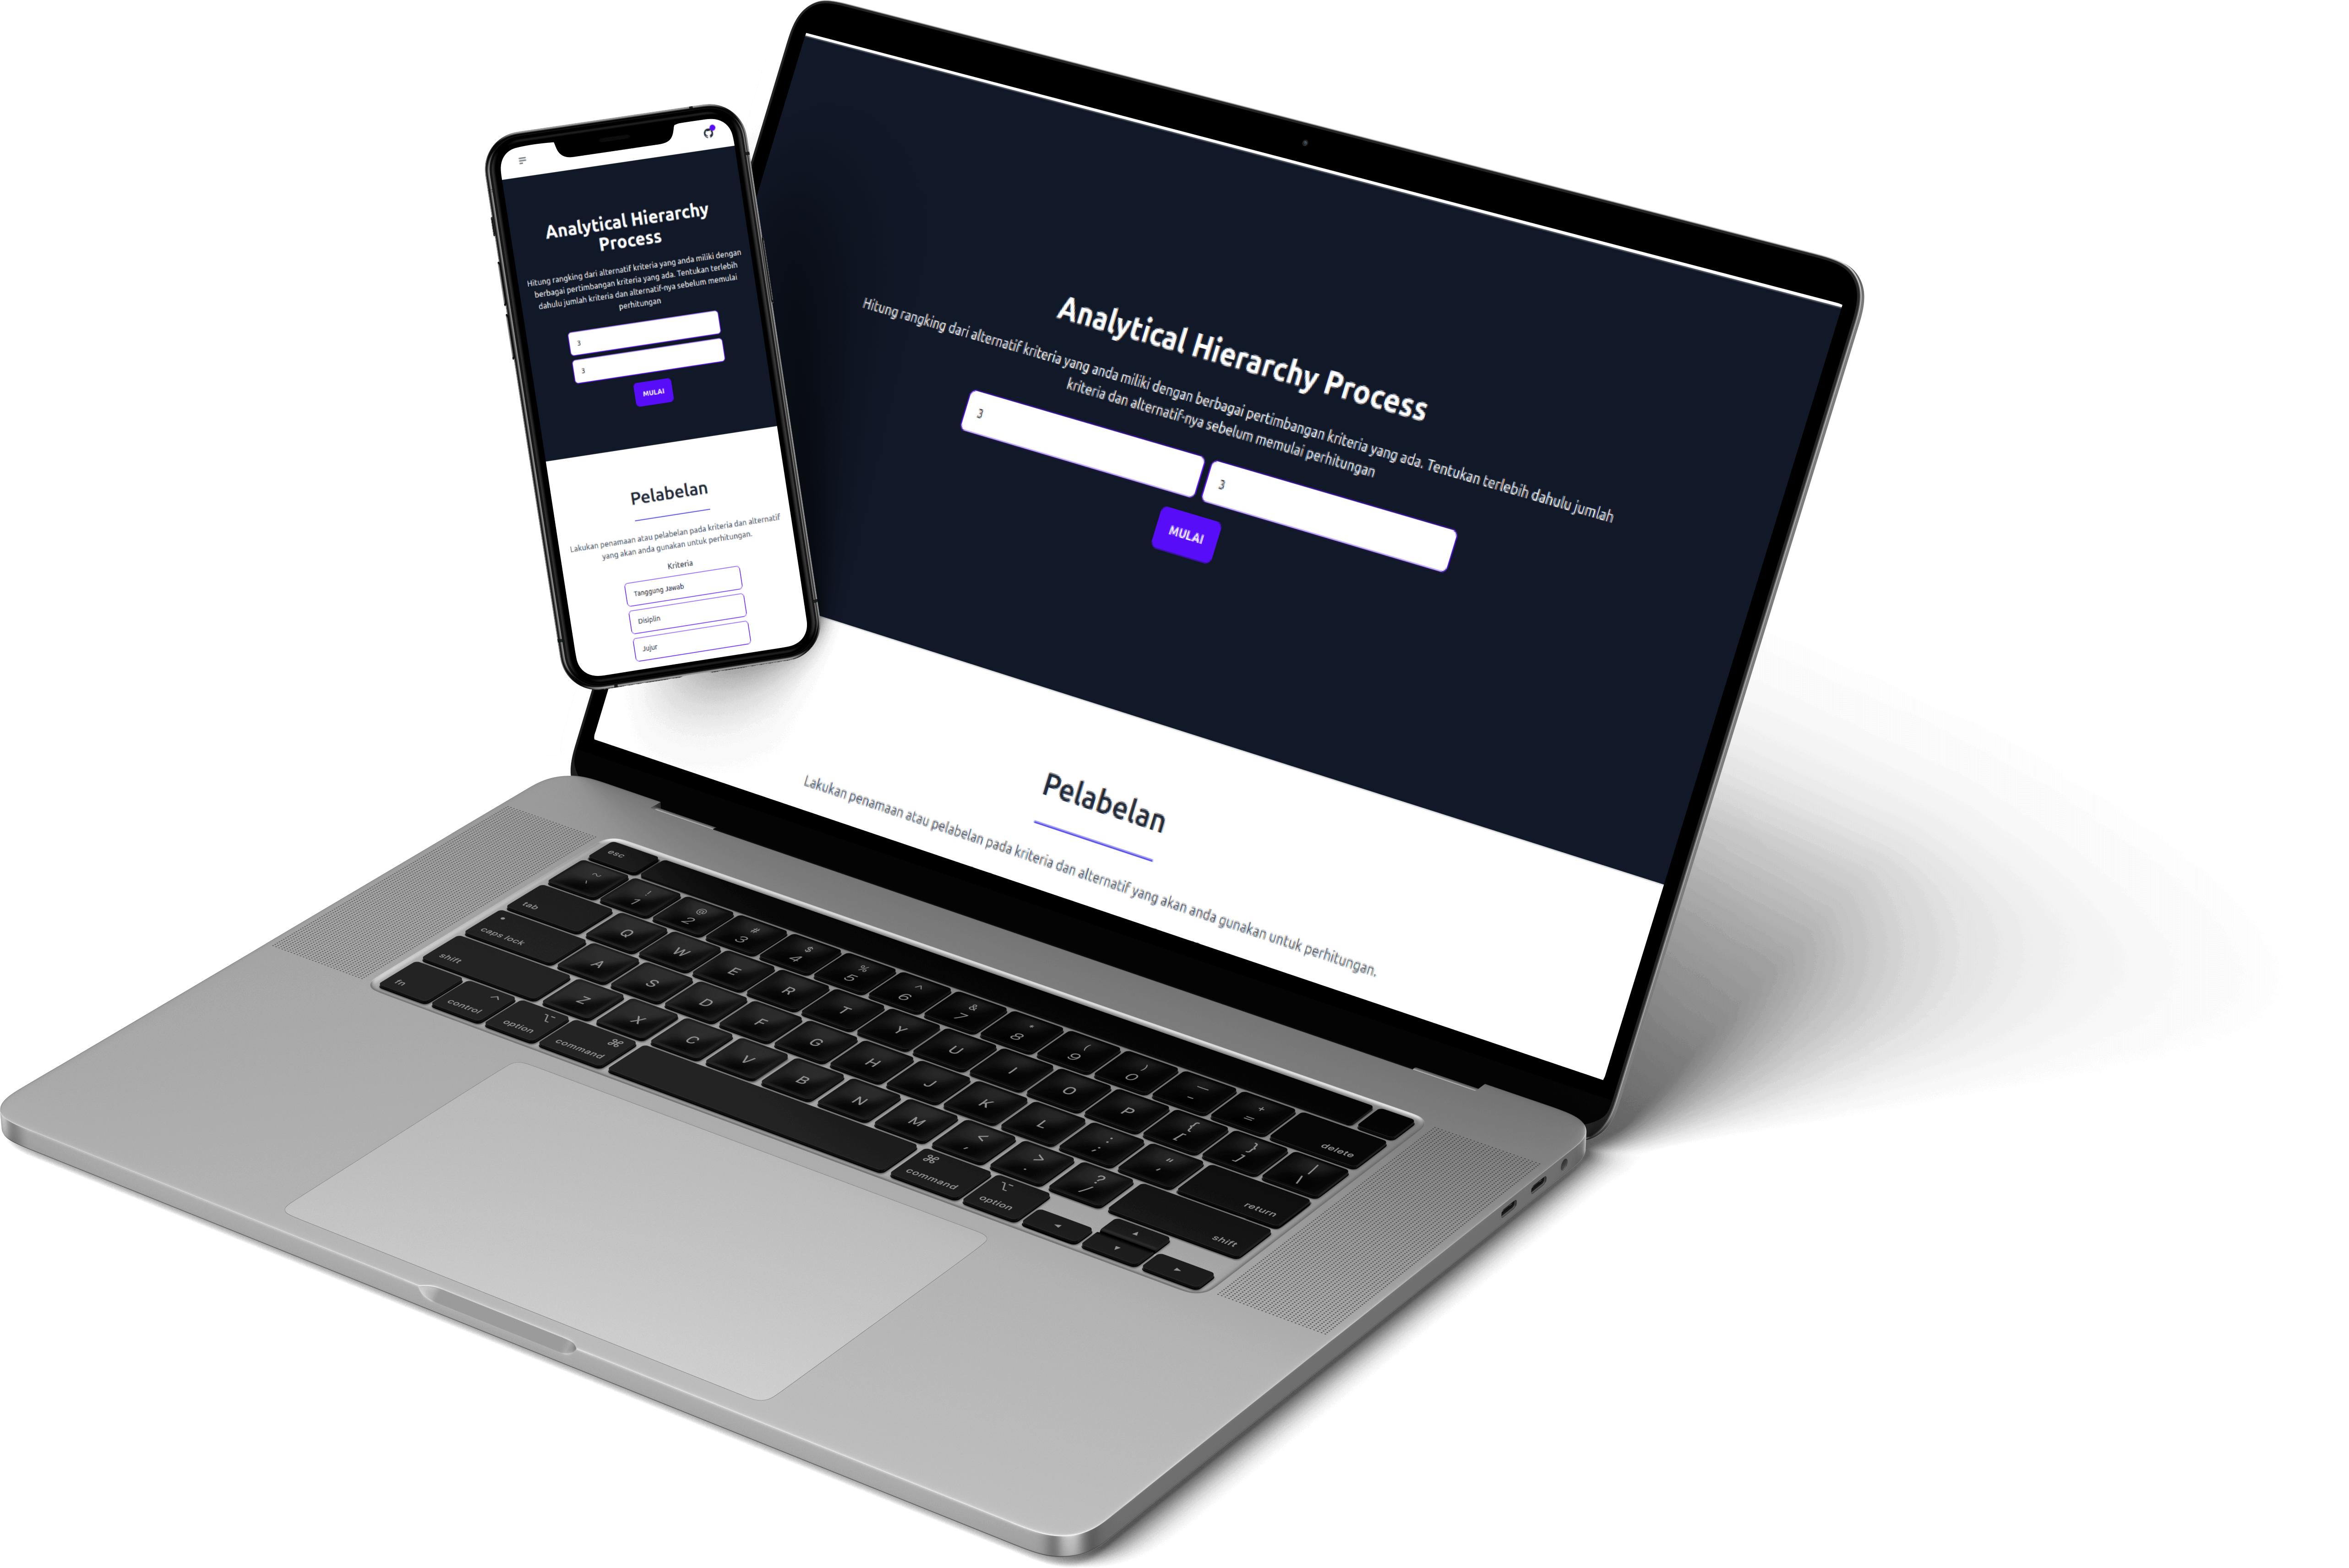 Analytical Hierarchy
Process
Hitung rangking dari alternatif kriteria yang anda miliki dengan
berbagai pertimbangan kriteria yang ada. Tentukan terlebih
dahulu jumlah kriteria dan alternatif-nya sebelum memulai
perhitungan
3
3
MULAI
Pelabelan
Lakukan penamaan atau pelabelan pada kriteria dan alternatif
yang akan anda gunakan untuk perhitungan.
Kriteria
Tanggung Jawab
Disiplin
Jujur
Analytical Hierarchy Process
Hitung rangking dari alternatif kriteria yang anda miliki dengan berbagai pertimbangan kriteria yang ada. Tentukan terlebih dahulu jumlah
kriteria dan alternatif-nya sebelum memulai perhitungan
3
3
MULAI
Pelabelan
Lakukan penamaan atau pelabelan pada kriteria dan alternatif yang akan anda gunakan untuk perhitungan.
esc
~ ! @ # $ % ^ & * ( ) — +
` 1 2 3 4 5 6 7 8 9 0 - = delete
tab Q W E R T Y U I O P { [ } ] | \
caps lock A S D F G H J K L : ; " ' return
shift Z X C V B N M < , > . ? / shift
fn control ^ option ⌥ command ⌘ ⌘ command ⌥ option ◀ ▲ ▼ ▶